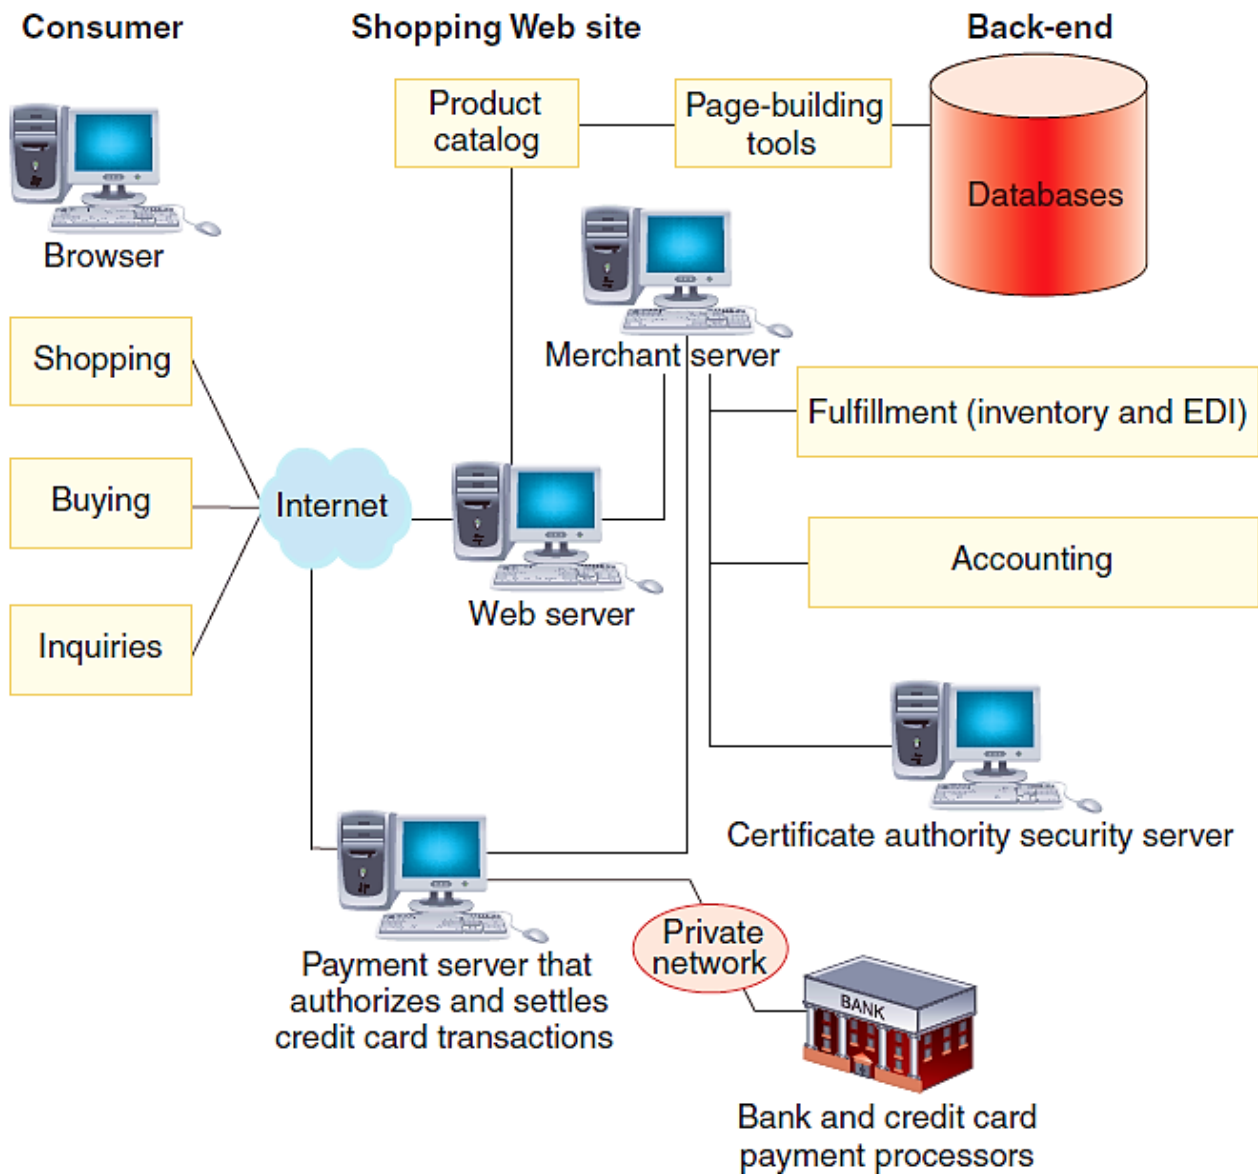 Consumer
Shopping Web site
Back-end
Product
catalog
Page-building
tools
Databases
Browser
Merchant server
Shopping
Fulfillment (inventory and EDI)
Buying
Internet
Accounting
Web server
Inquiries
Certificate authority security server
Payment server that
authorizes and settles
credit card transactions
Private
network
BANK
Bank and credit card
payment processors